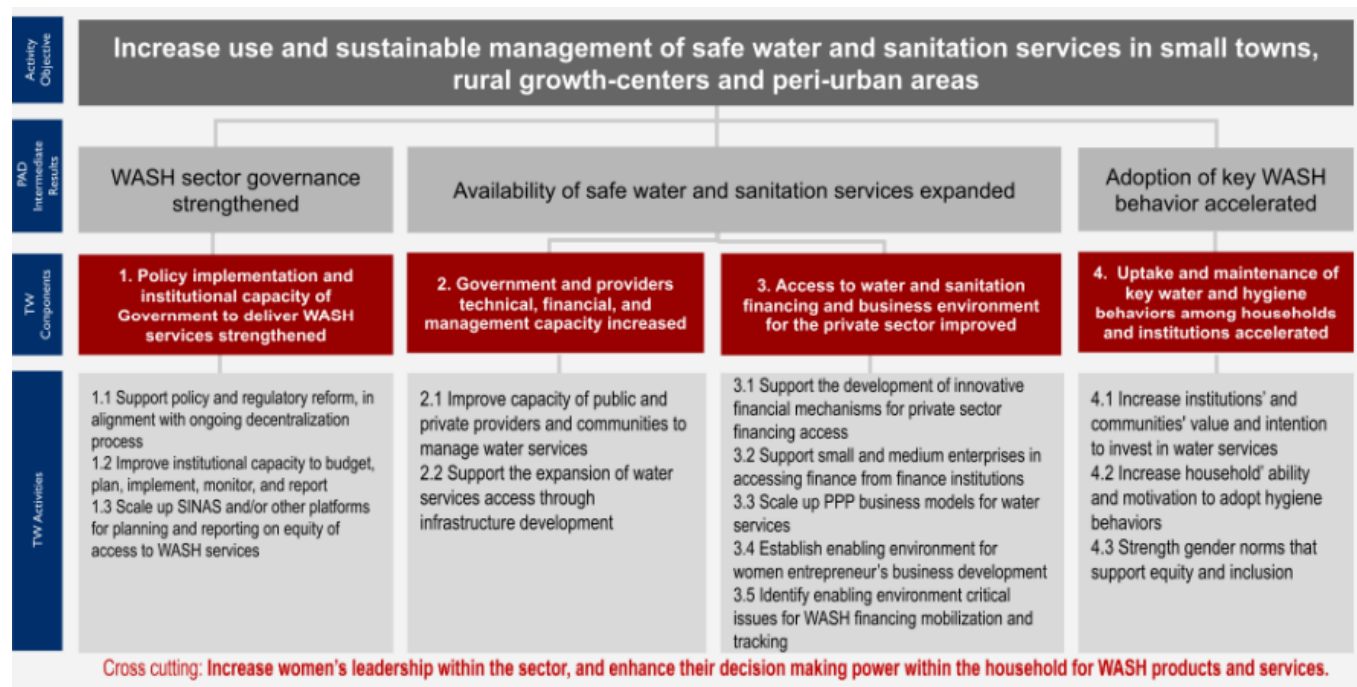 Activity
Objective
Increase use and sustainable management of safe water and sanitation services in small towns,
rural growth-centers and peri-urban areas
PAD
Intermediate
Results
WASH sector governance
strengthened
Availability of safe water and sanitation services expanded
Adoption of key WASH
behavior accelerated
TW
Components
1. Policy implementation and
institutional capacity of
Government to deliver WASH
services strengthened
2. Government and providers
technical, financial, and
management capacity increased
3. Access to water and sanitation
financing and business environment
for the private sector improved
4. Uptake and maintenance of
key water and hygiene
behaviors among households
and institutions accelerated
TW Activities
1.1 Support policy and regulatory reform, in
alignment with ongoing decentralization
process
1.2 Improve institutional capacity to budget,
plan, implement, monitor, and report
1.3 Scale up SINAS and/or other platforms
for planning and reporting on equity of
access to WASH services
2.1 Improve capacity of public and
private providers and communities to
manage water services
2.2 Support the expansion of water
services access through
infrastructure development
3.1 Support the development of innovative
financial mechanisms for private sector
financing access
3.2 Support small and medium enterprises in
accessing finance from finance institutions
3.3 Scale up PPP business models for water
services
3.4 Establish enabling environment for
women entrepreneur's business development
3.5 Identify enabling environment critical
issues for WASH financing mobilization and
tracking
4.1 Increase institutions' and
communities' value and intention
to invest in water services
4.2 Increase household' ability
and motivation to adopt hygiene
behaviors
4.3 Strength gender norms that
support equity and inclusion
Cross cutting: Increase women's leadership within the sector, and enhance their decision making power within the household for WASH products and services.